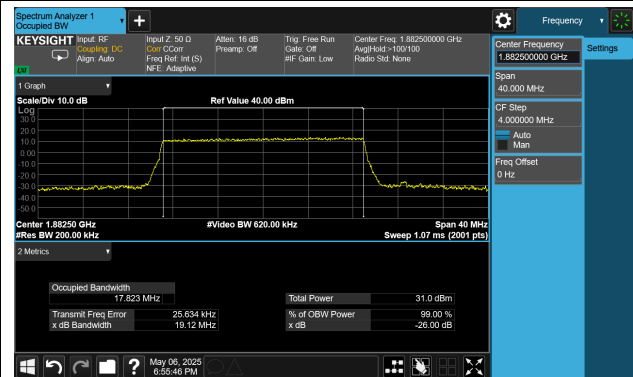 Spectrum Analyzer 1
Occupied BW
Frequency
KEYSIGHT
Input: RF
Coupling: DC
Align: Auto
Input Z: 50 Ω
Corr CCorr
Freq Ref: Int (S)
NFE: Adaptive
Atten: 16 dB
Preamp: Off
Trig: Free Run
Gate: Off
#IF Gain: Low
Center Freq: 1.882500000 GHz
Avg|Hold:>100/100
Radio Std: None
Center Frequency
1.882500000 GHz
Settings
Span
40.000 MHz
CF Step
4.000000 MHz
Auto
Man
Freq Offset
0 Hz
1 Graph
Scale/Div 10.0 dB
Ref Value 40.00 dBm
Log
30.0
20.0
10.0
0.00
-10.0
-20.0
-30.0
-40.0
-50.0
Center 1.88250 GHz
#Video BW 620.00 kHz
Span 40 MHz
#Res BW 200.00 kHz
Sweep 1.07 ms (2001 pts)
2 Metrics
Occupied Bandwidth
17.823 MHz
Total Power 31.0 dBm
Transmit Freq Error 25.634 kHz
% of OBW Power 99.00 %
x dB Bandwidth 19.12 MHz
x dB -26.00 dB
?
May 06, 2025
6:55:46 PM